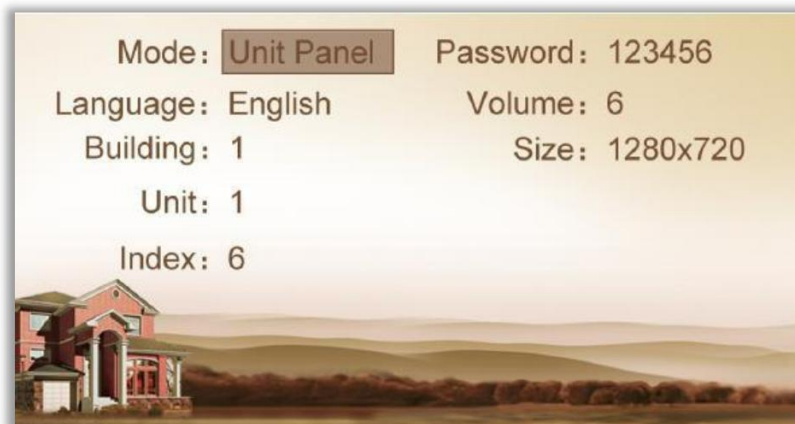 Mode： Unit Panel Password： 123456
Language： English Volume： 6
Building： 1 Size： 1280x720
Unit： 1
Index： 6